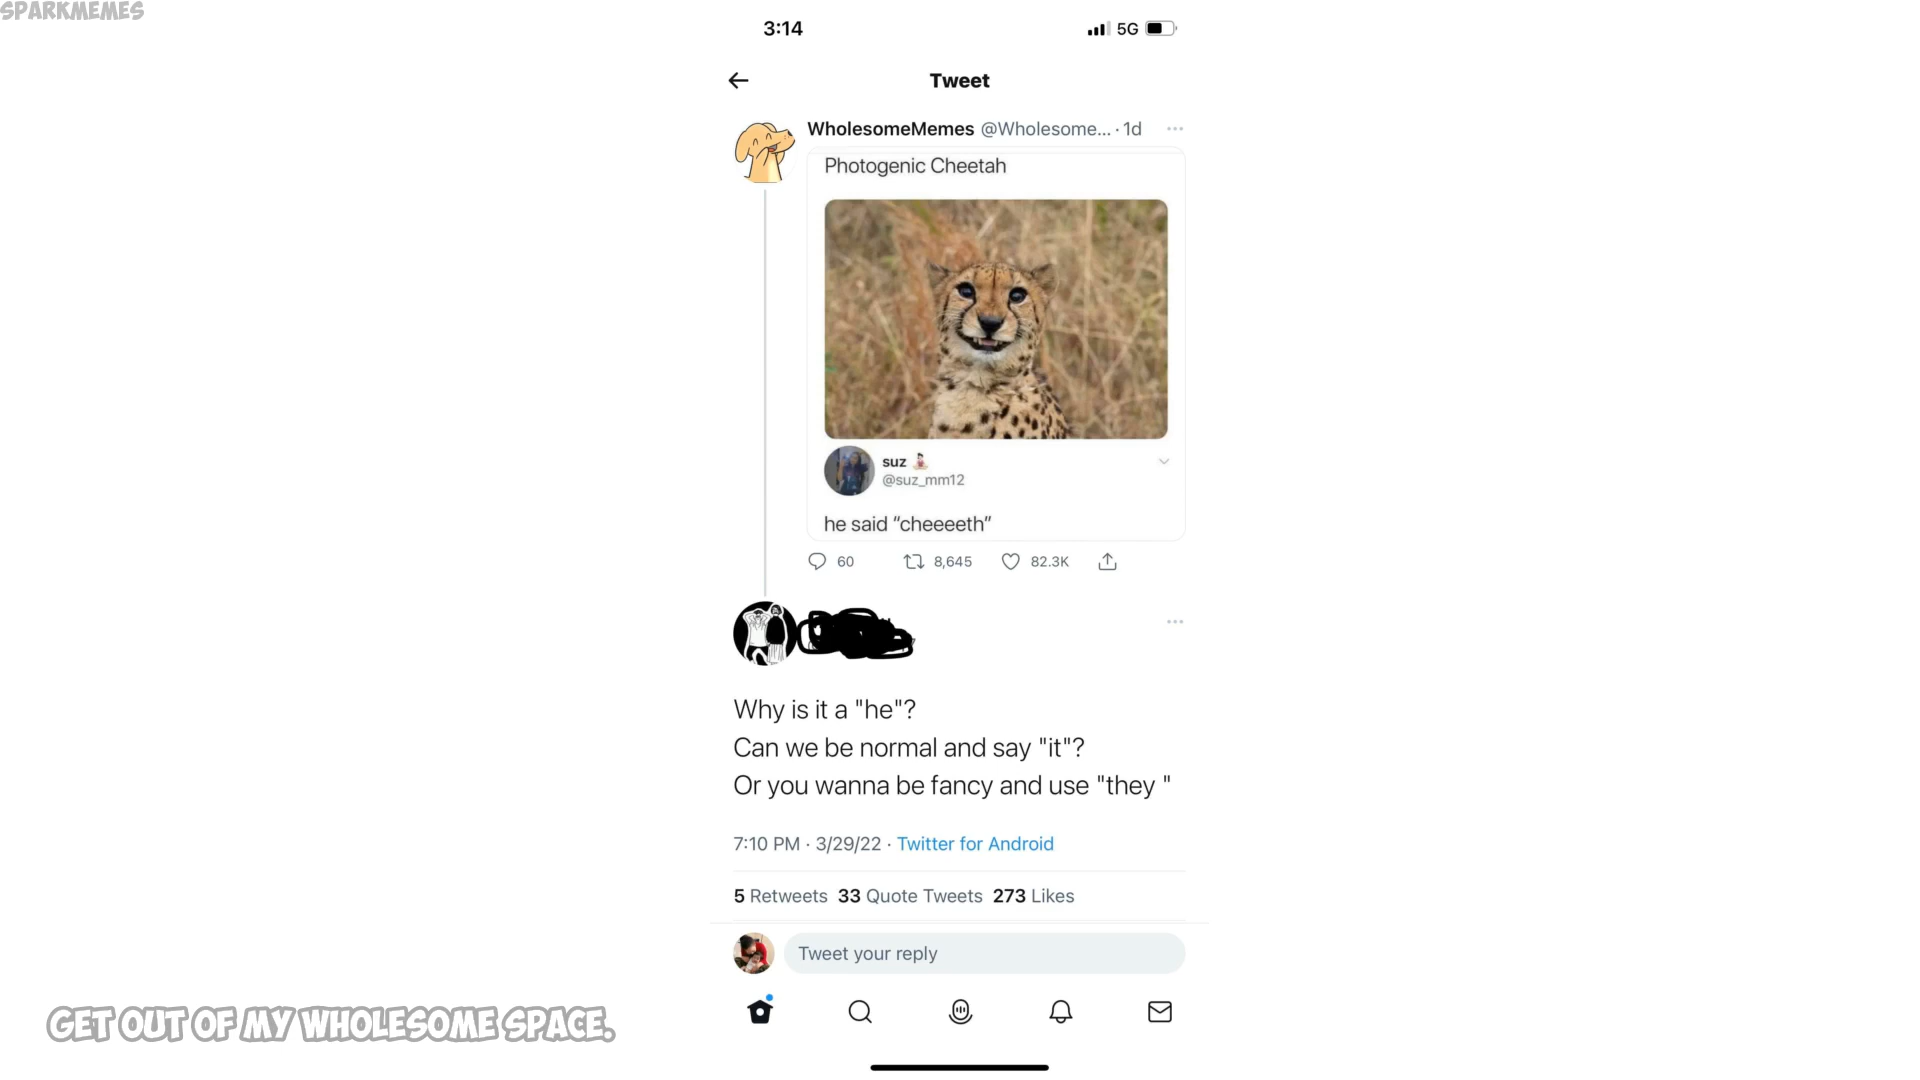 SPARKMEMES
3:14
5G
Tweet
WholesomeMemes @Wholesome... · 1d
Photogenic Cheetah
suz
@suz_mm12
he said “cheeeeth”
60 8,645 82.3K
Why is it a "he"?
Can we be normal and say "it"?
Or you wanna be fancy and use "they "
7:10 PM · 3/29/22 · Twitter for Android
5 Retweets 33 Quote Tweets 273 Likes
Tweet your reply
GET OUT OF MY WHOLESOME SPACE.